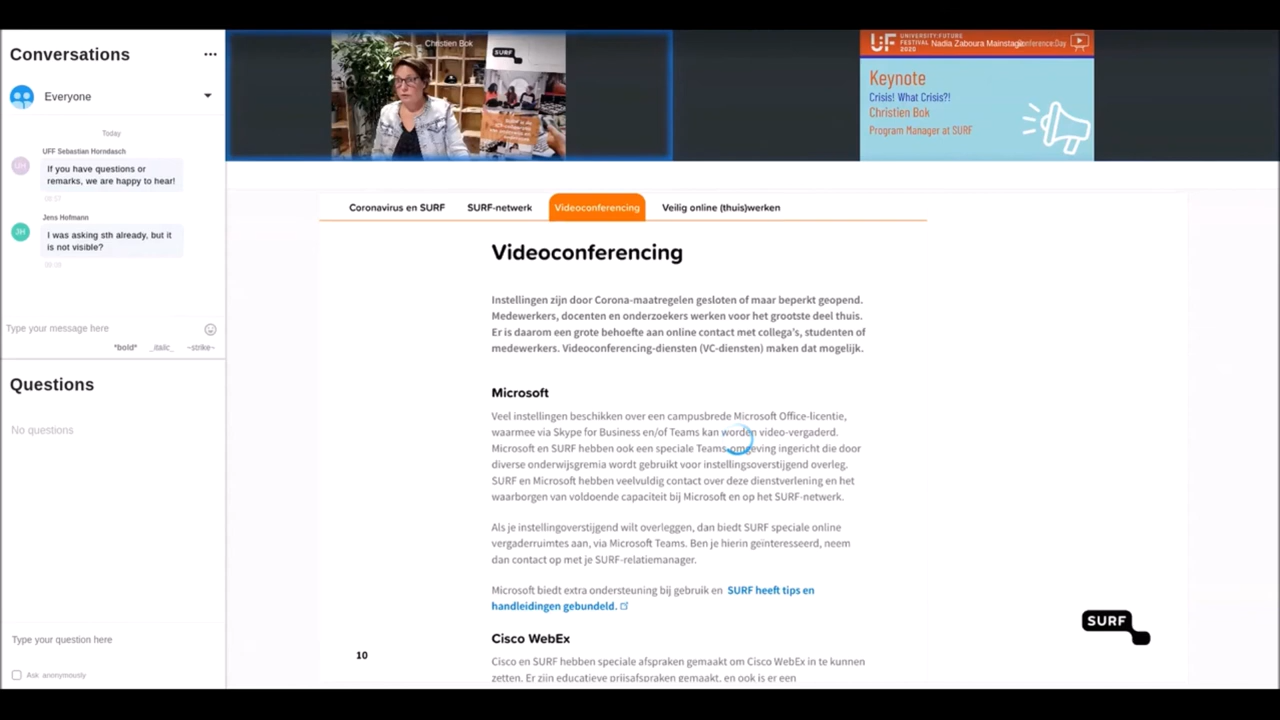 Conversations
Everyone
Today
UFF Sebastian Horndasch
UH
If you have questions or
remarks, we are happy to hear!
Jens Hofmann
JH
I was asking sth already, but it
is not visible?
Type your message here
*bold* _italic_ ~strike~
Questions
No questions
Type your question here
Ask anonymously
Christien Bok
SURF
UNIVERSITY:FUTURE
FESTIVAL
2020
Nadia Zaboura Mainstage
Conference:Day
Keynote
Crisis! What Crisis?!
Christien Bok
Program Manager at SURF
Coronavirus en SURF SURF-netwerk Videoconferencing Veilig online (thuis)werken
Videoconferencing
Instellingen zijn door Corona-maatregelen gesloten of maar beperkt geopend.
Medewerkers, docenten en onderzoekers werken voor het grootste deel thuis.
Er is daarom een grote behoefte aan online contact met collega's, studenten of
medewerkers. Videoconferencing-diensten (VC-diensten) maken dat mogelijk.
Microsoft
Veel instellingen beschikken over een campusbrede Microsoft Office-licentie,
waarmee via Skype for Business en/of Teams kan worden video-vergaderd.
Microsoft en SURF hebben ook een speciale Teams-omgeving ingericht die door
diverse onderwijsgremia wordt gebruikt voor instellingsoverstijgend overleg.
SURF en Microsoft hebben veelvuldig contact over deze dienstverlening en het
waarborgen van voldoende capaciteit bij Microsoft en op het SURF-netwerk.
Als je instellingoverstijgend wilt overleggen, dan biedt SURF speciale online
vergaderruimtes aan, via Microsoft Teams. Ben je hierin geïnteresseerd, neem
dan contact op met je SURF-relatiemanager.
Microsoft biedt extra ondersteuning bij gebruik en SURF heeft tips en
handleidingen gebundeld.
Cisco WebEx
Cisco en SURF hebben speciale afspraken gemaakt om Cisco WebEx in te kunnen
zetten. Er zijn educatieve prijsafspraken gemaakt, en ook is er een
10
SURF